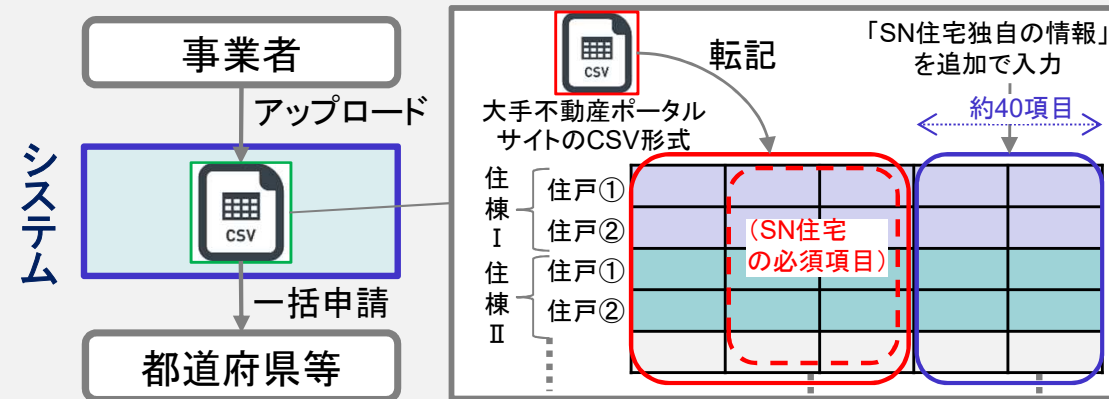 事業者
アップロード
システム
CSV
一括申請
都道府県等
CSV
転記
「SN住宅独自の情報」
を追加で入力
大手不動産ポータル
サイトのCSV形式
約40項目
住棟Ⅰ
住戸①
住戸②
(SN住宅
の必須項目)
住棟Ⅱ
住戸①
住戸②